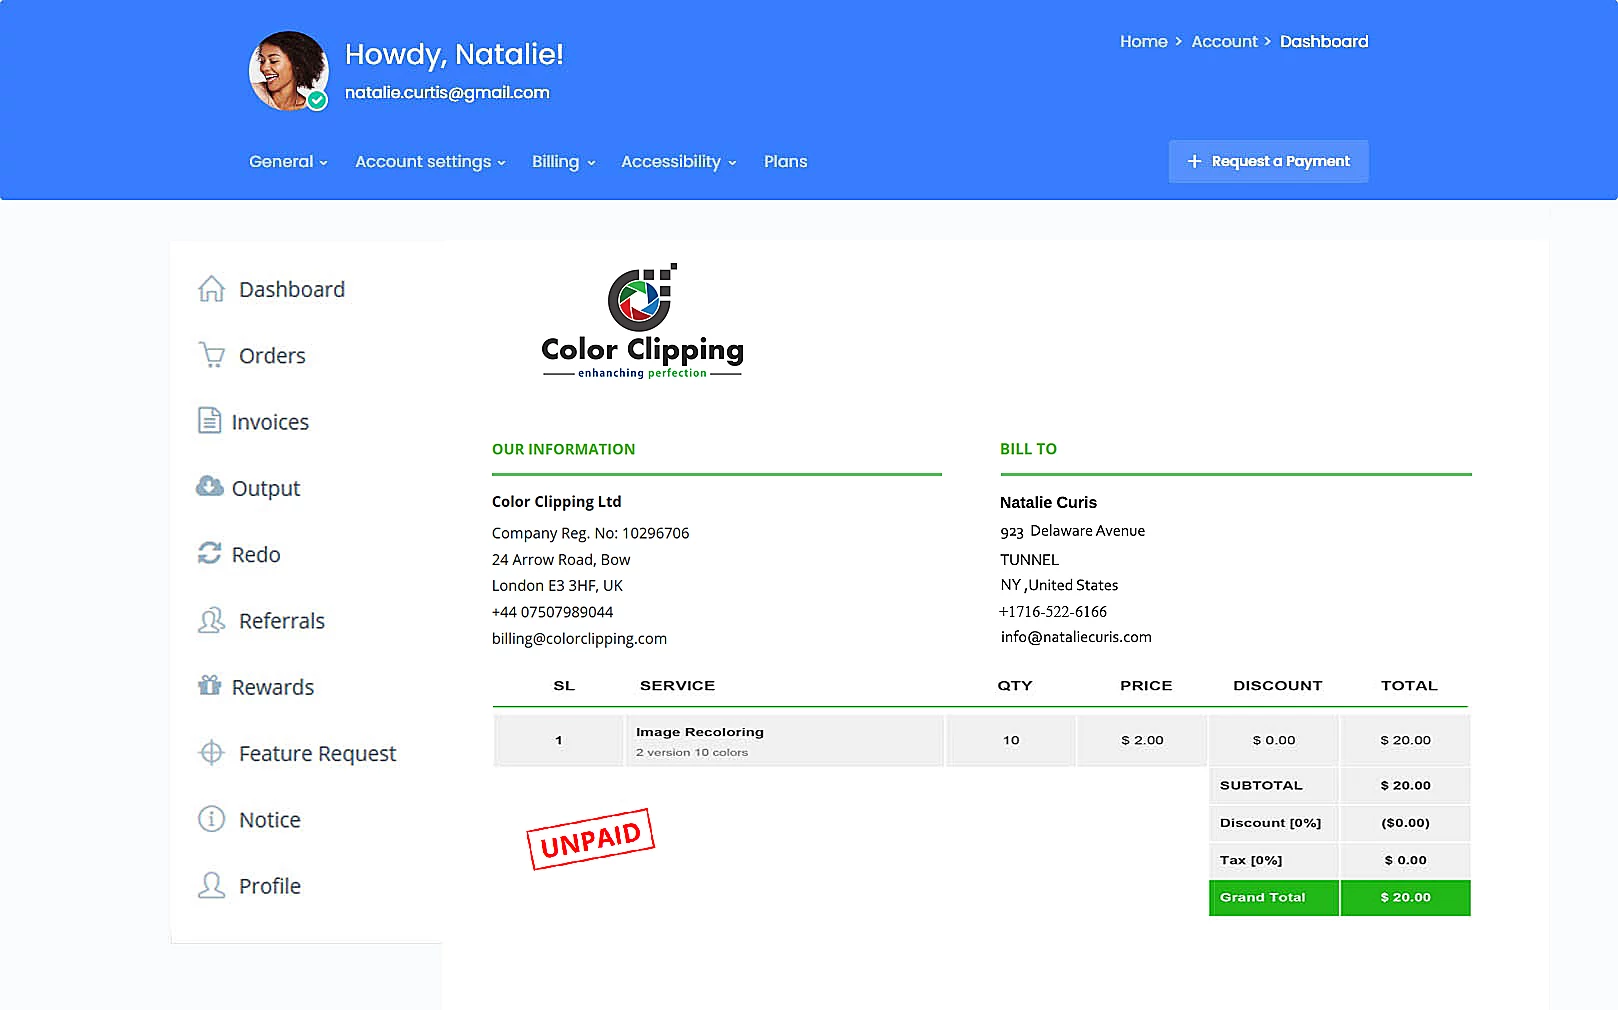 Howdy, Natalie!
natalie.curtis@gmail.com
Home > Account > Dashboard
General Account settings Billing Accessibility Plans
+ Request a Payment
Dashboard
Orders
Invoices
Output
Redo
Referrals
Rewards
Feature Request
Notice
Profile
Color Clipping
enhanching perfection
OUR INFORMATION
Color Clipping Ltd
Company Reg. No: 10296706
24 Arrow Road, Bow
London E3 3HF, UK
+44 07507989044
billing@colorclipping.com
BILL TO
Natalie Curis
923 Delaware Avenue
TUNNEL
NY ,United States
+1716-522-6166
info@nataliecuris.com
SL SERVICE QTY PRICE DISCOUNT TOTAL
1 Image Recoloring 10 $ 2.00 $ 0.00 $ 20.00
2 version 10 colors
SUBTOTAL $ 20.00
Discount [0%] ($0.00)
Tax [0%] $ 0.00
Grand Total $ 20.00
UNPAID